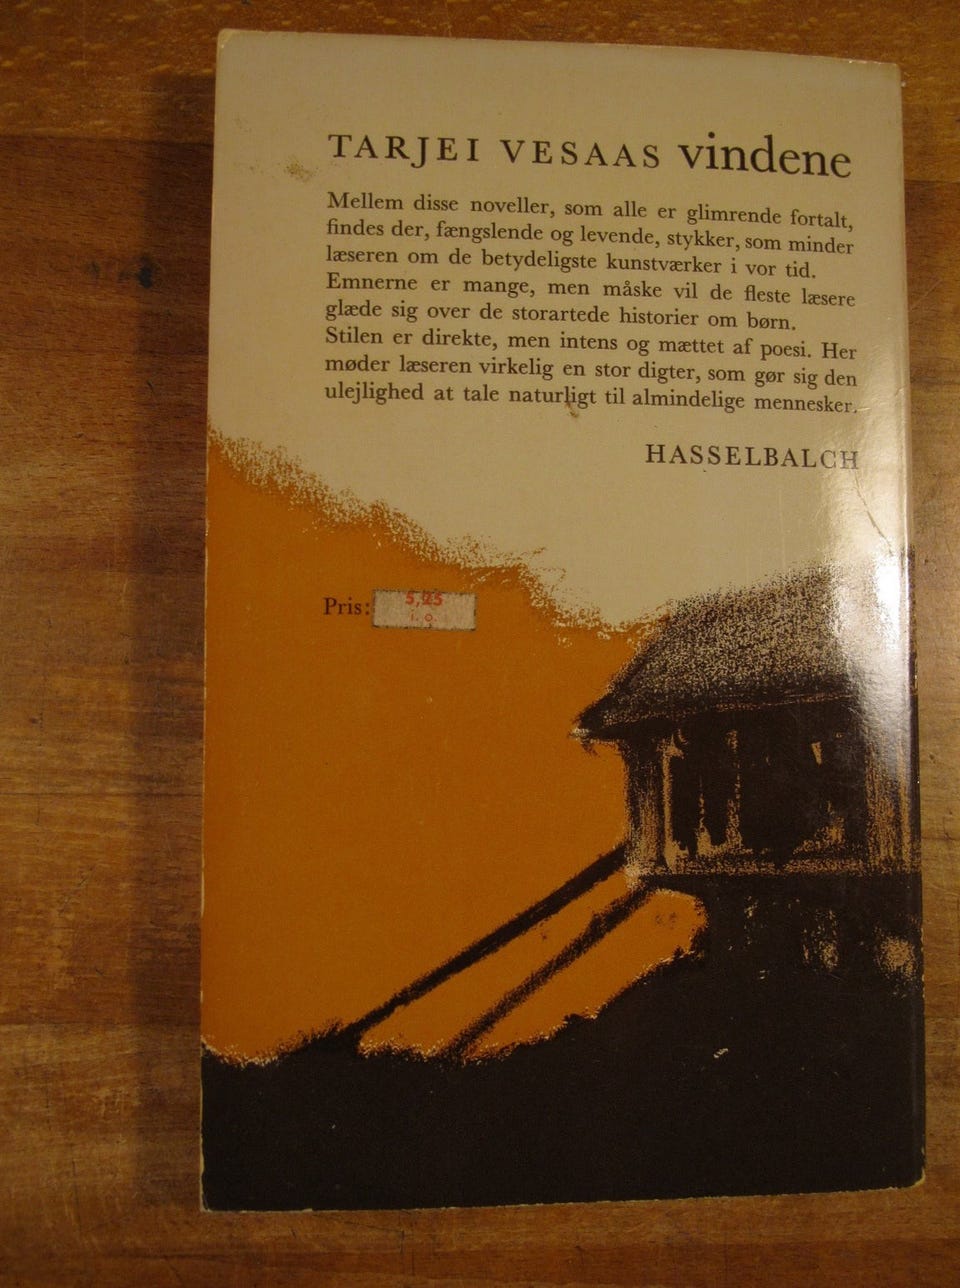 TARJEI VESAAS vindene
Mellem disse noveller, som alle er glimrende fortalt,
findes der, fængslende og levende, stykker, som minder
læseren om de betydeligste kunstværker i vor tid.
Emnerne er mange, men måske vil de fleste læsere
glæde sig over de storartede historier om børn.
Stilen er direkte, men intens og mættet af poesi. Her
møder læseren virkelig en stor digter, som gør sig den
ulejlighed at tale naturligt til almindelige mennesker.
HASSELBALCH
Pris: 5,25
i. o.